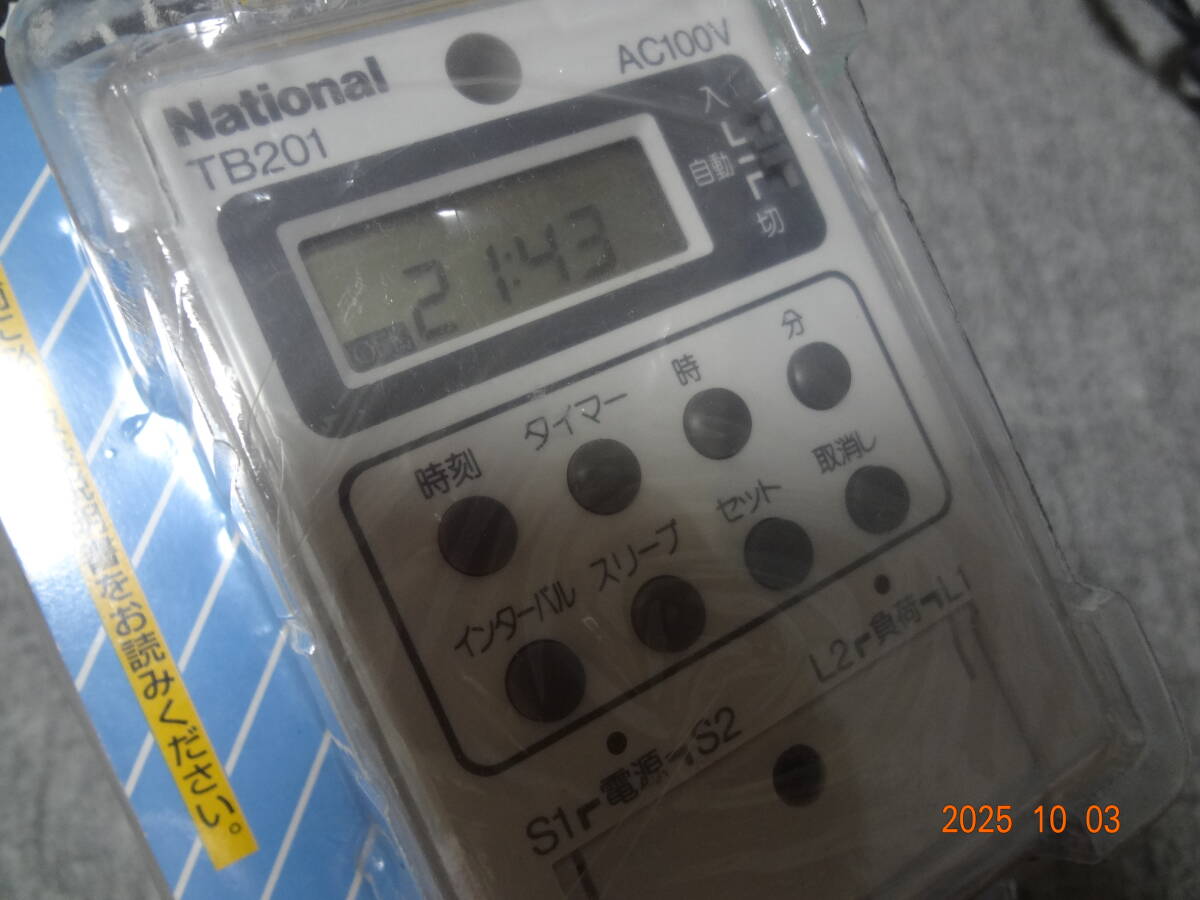 National
AC100V
TB201
入
自動
切
21:43
時刻
タイマー
時
分
インターバル
スリープ
セット
取消し
L2 負荷 L1
S1 電源 S2
をお読みください。
2025 10 03